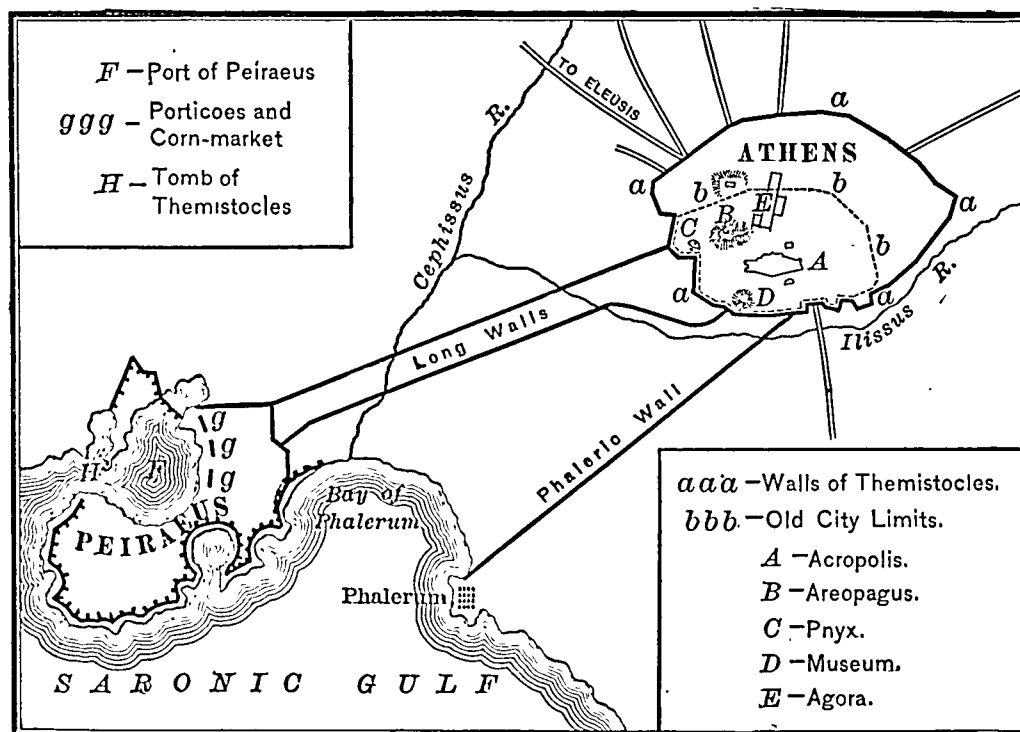 F – Port of Peiraeus
ggg – Porticoes and
Corn-market
H – Tomb of
Themistocles
TO ELEUSIS
Cephissus R.
ATHENS
a
a
a
a
a
a
b
b
b
B
E
C
A
D
Ilissus R.
Long Walls
Phaleric Wall
g
g
g
H
F
PEIRAEUS
Bay of
Phalerum
Phalerum
SARONIC GULF
aaa – Walls of Themistocles.
bbb. – Old City Limits.
A – Acropolis.
B – Areopagus.
C – Pnyx.
D – Museum.
E – Agora.